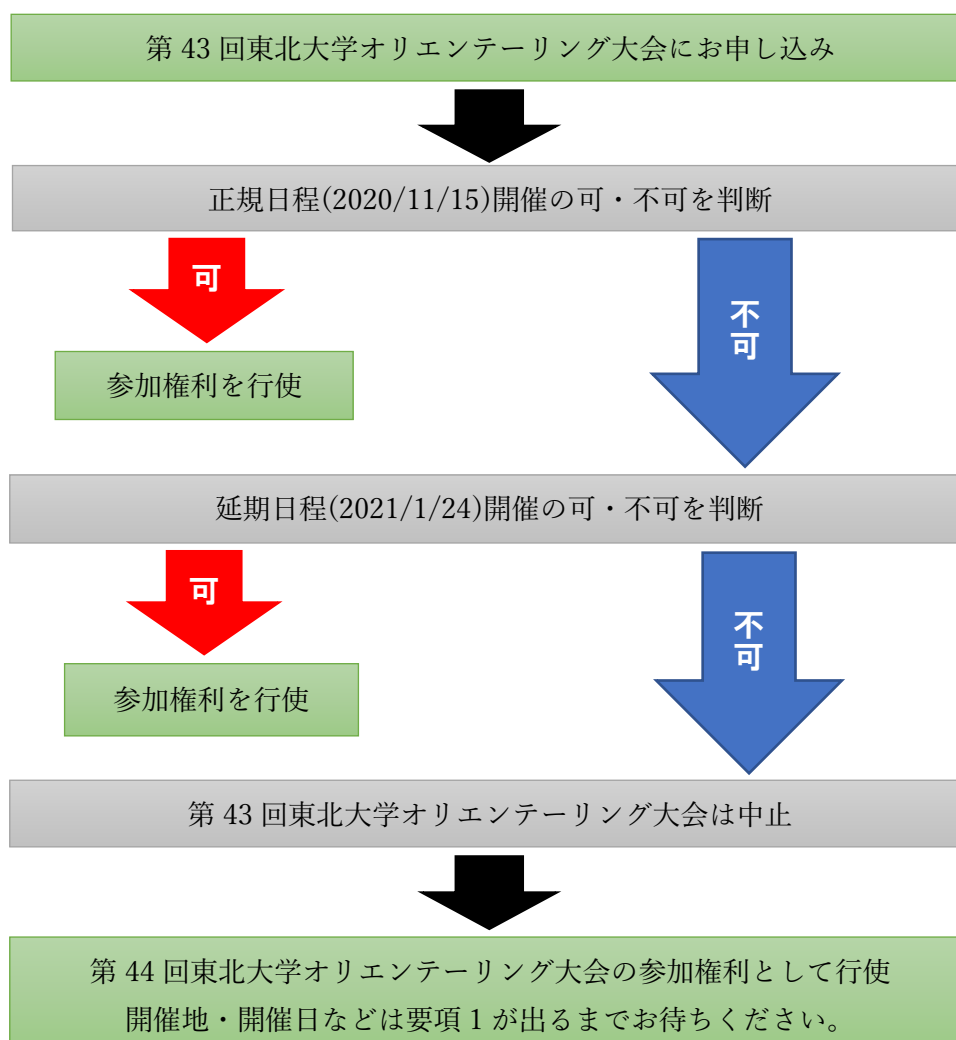 第 43 回東北大学オリエンテーリング大会にお申し込み
正規日程(2020/11/15)開催の可・不可を判断
可
不可
参加権利を行使
延期日程(2021/1/24)開催の可・不可を判断
可
不可
参加権利を行使
第 43 回東北大学オリエンテーリング大会は中止
第 44 回東北大学オリエンテーリング大会の参加権利として行使
開催地・開催日などは要項 1 が出るまでお待ちください。